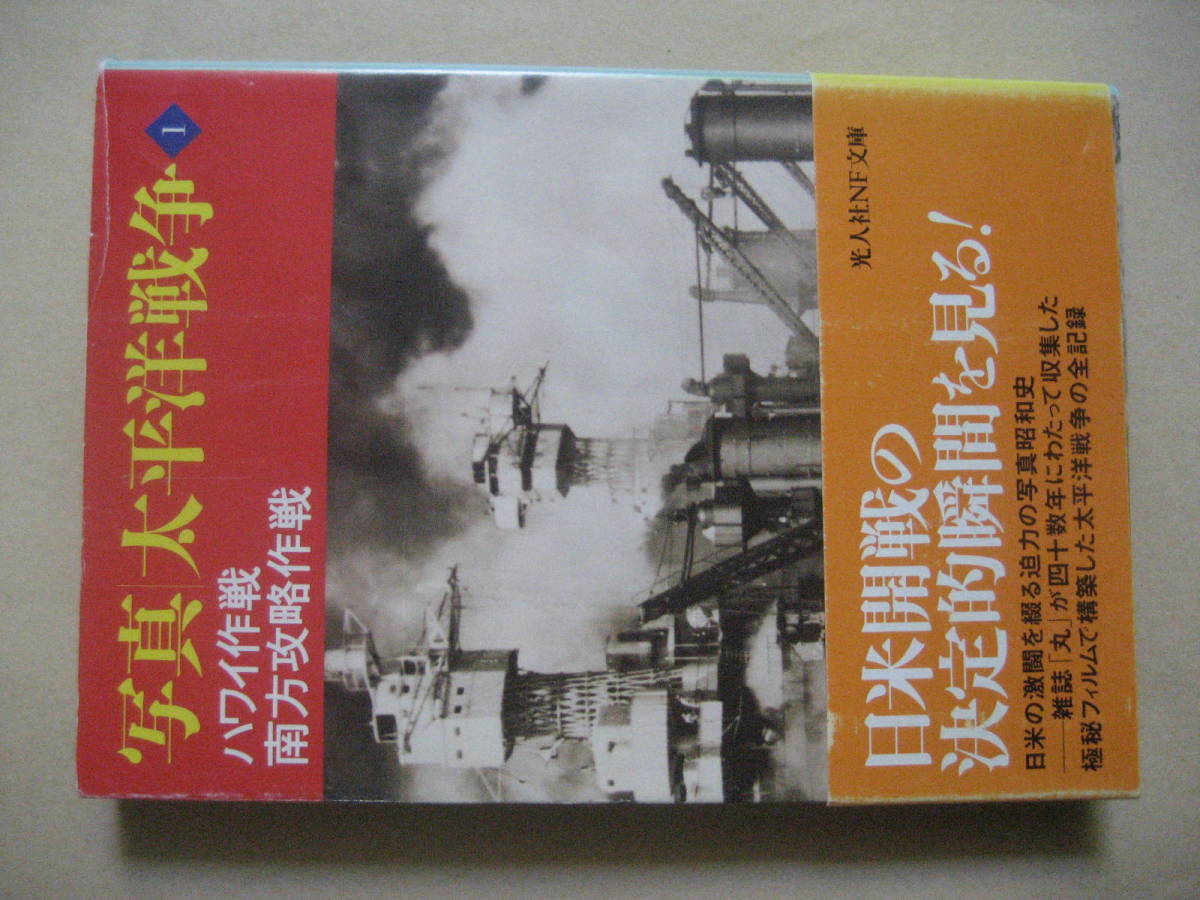 写真 太平洋戦争 1
ハワイ作戦
南方攻略作戦
光人社NF文庫
日米開戦の
決定的瞬間を見る!
日米の激闘を綴る迫力の写真昭和史
――雑誌「丸」が四十数年にわたって収集した
極秘フィルムで構築した太平洋戦争の全記録